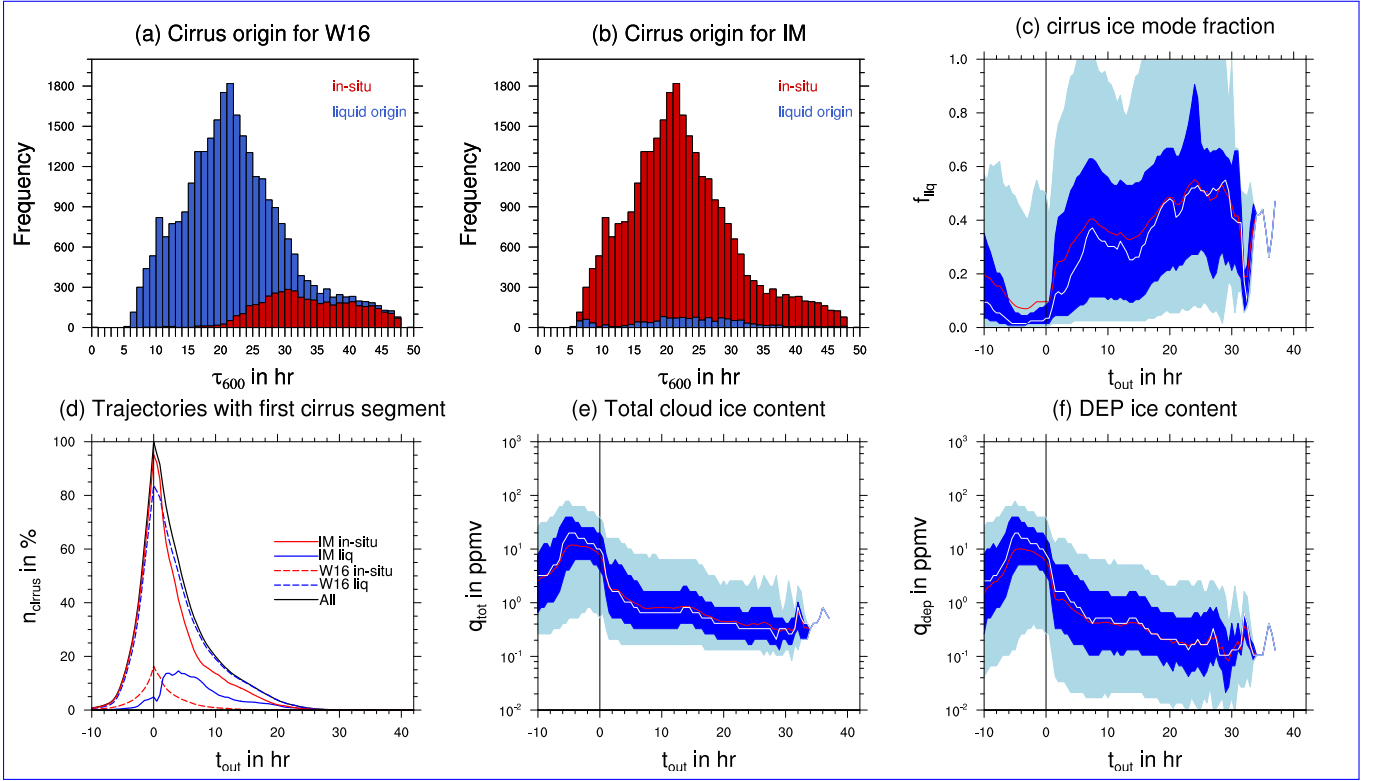 (a) Cirrus origin for W16
Frequency
1800
1500
1200
900
600
300
0
in-situ
liquid origin
0 5 10 15 20 25 30 35 40 45 50
τ600 in hr
(b) Cirrus origin for IM
Frequency
1800
1500
1200
900
600
300
0
in-situ
liquid origin
0 5 10 15 20 25 30 35 40 45 50
τ600 in hr
(c) cirrus ice mode fraction
fliq
1.0
0.8
0.6
0.4
0.2
0.0
-10 0 10 20 30 40
tout in hr
(d) Trajectories with first cirrus segment
ncirrus in %
100
80
60
40
20
0
IM in-situ
IM liq
W16 in-situ
W16 liq
All
-10 0 10 20 30 40
tout in hr
(e) Total cloud ice content
qtot in ppmv
10³
10²
10¹
10⁰
10⁻¹
10⁻²
-10 0 10 20 30 40
tout in hr
(f) DEP ice content
qdep in ppmv
10³
10²
10¹
10⁰
10⁻¹
10⁻²
-10 0 10 20 30 40
tout in hr